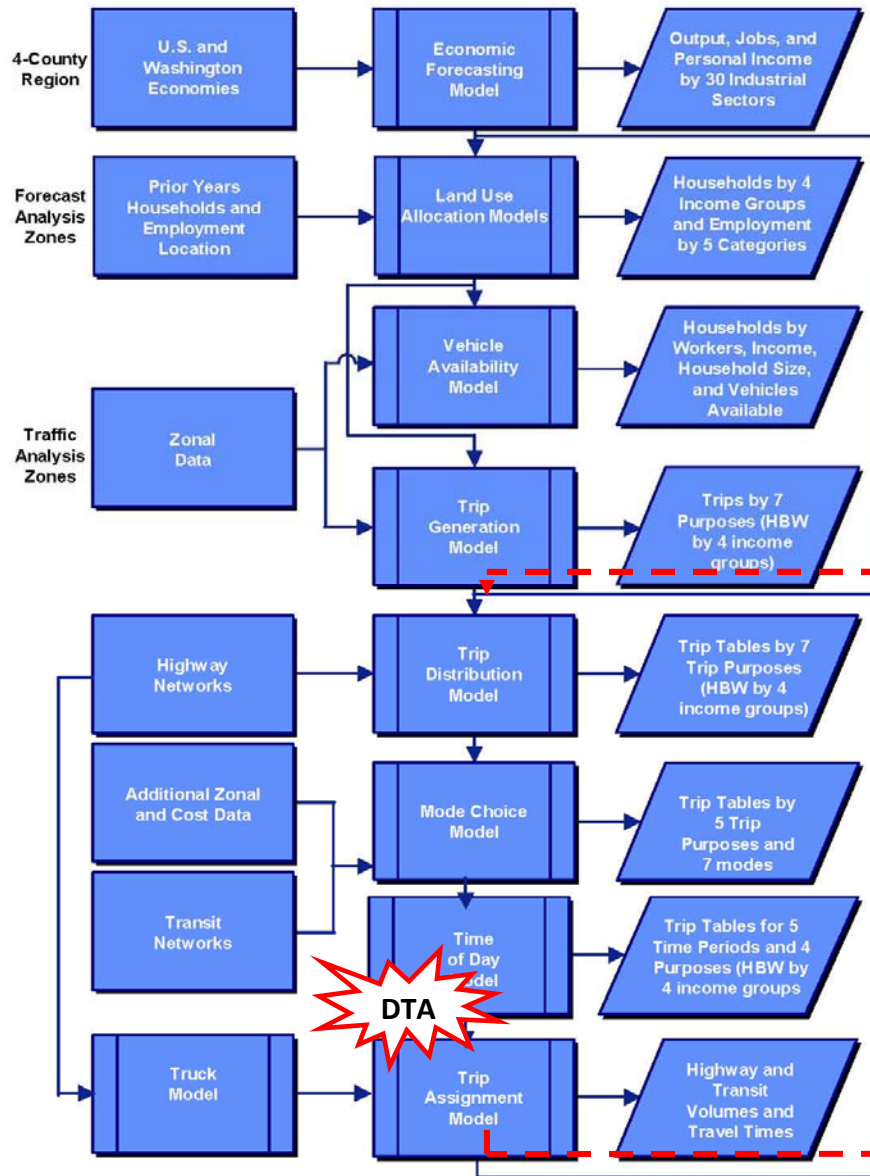 4-County
Region
U.S. and
Washington
Economies
Economic
Forecasting
Model
Output, Jobs, and
Personal Income
by 30 Industrial
Sectors
Forecast
Analysis
Zones
Prior Years
Households and
Employment
Location
Land Use
Allocation Models
Households by 4
Income Groups
and Employment
by 5 Categories
Vehicle
Availability
Model
Households by
Workers, Income,
Household Size,
and Vehicles
Available
Traffic
Analysis
Zones
Zonal
Data
Trip
Generation
Model
Trips by 7
Purposes (HBW
by 4 income
groups)
Highway
Networks
Trip
Distribution
Model
Trip Tables by 7
Trip Purposes
(HBW by 4
income groups)
Additional Zonal
and Cost Data
Mode Choice
Model
Trip Tables by
5 Trip
Purposes and
7 modes
Transit
Networks
Time
of Day
Model
Trip Tables for 5
Time Periods and 4
Purposes (HBW by
4 income groups
DTA
Truck
Model
Trip
Assignment
Model
Highway and
Transit
Volumes and
Travel Times